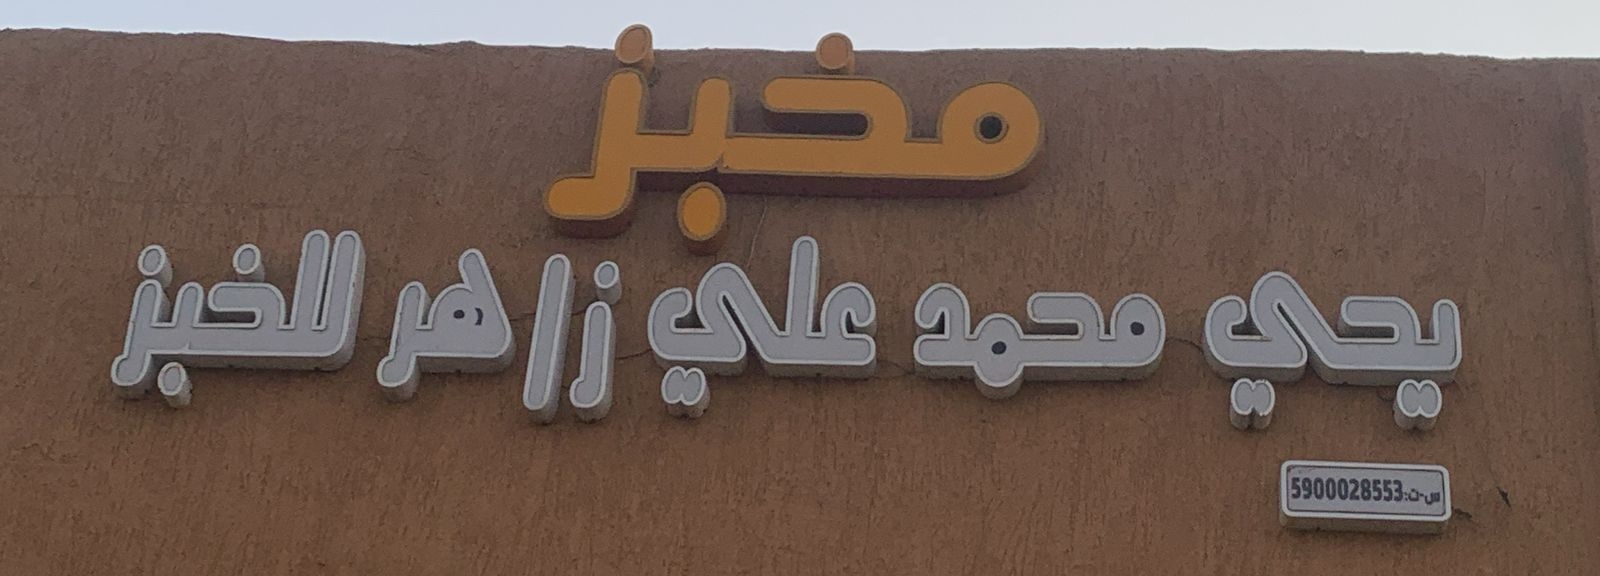 مخبز
يحي محمد علي زاهر للخبز
س-ت:5900028553